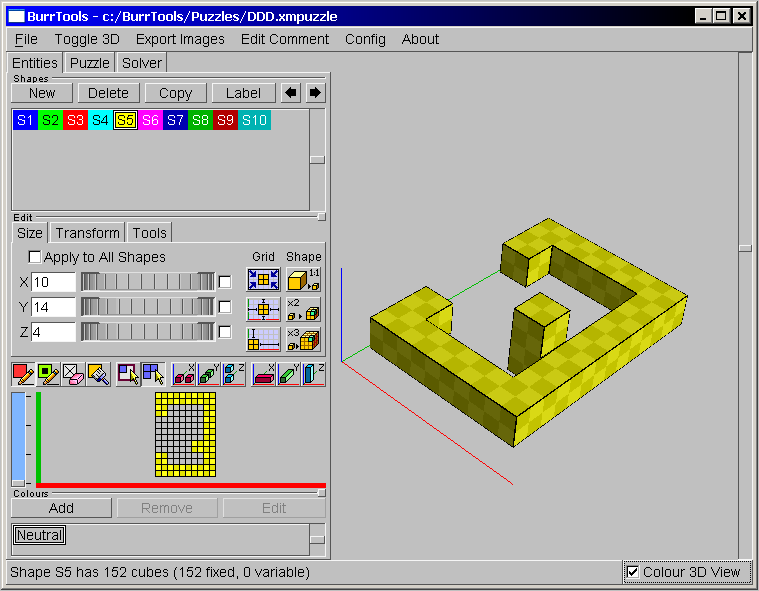 BurrTools - c:/BurrTools/Puzzles/DDD.xmpuzzle
File Toggle 3D Export Images Edit Comment Config About
Entities Puzzle Solver
Shapes
New Delete Copy Label
S1 S2 S3 S4 S5 S6 S7 S8 S9 S10
Edit
Size Transform Tools
Apply to All Shapes Grid Shape
X 10 1:1
Y 14 x2
Z 4 x3
X Y Z X Y Z
Colours
Add Remove Edit
Neutral
Shape S5 has 152 cubes (152 fixed, 0 variable) Colour 3D View